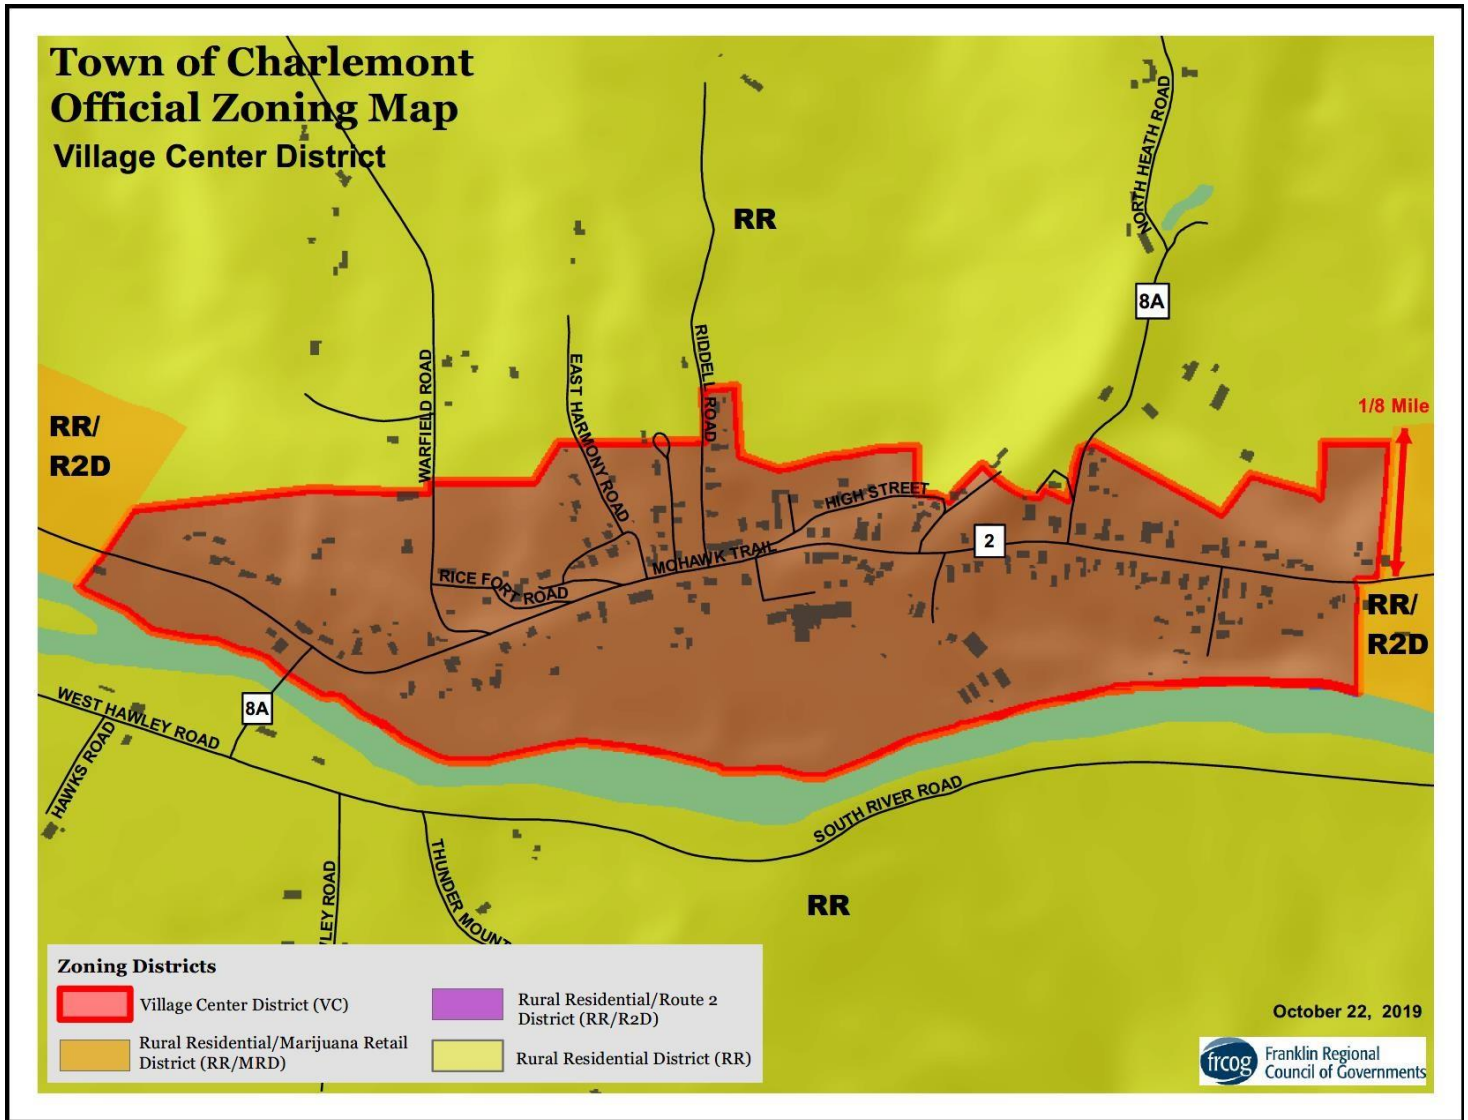 Town of Charlemont
Official Zoning Map
Village Center District
NORTH HEATH ROAD
RR
8A
RIDDELL ROAD
EAST HARMONY ROAD
WARFIELD ROAD
1/8 Mile
RR/
R2D
HIGH STREET
2
MOHAWK TRAIL
RICE FORT ROAD
RR/
R2D
8A
WEST HAWLEY ROAD
HAWKS ROAD
SOUTH RIVER ROAD
THUNDER MOUNT
LEY ROAD
RR
Zoning Districts
Village Center District (VC)
Rural Residential/Marijuana Retail
District (RR/MRD)
Rural Residential/Route 2
District (RR/R2D)
Rural Residential District (RR)
October 22, 2019
frcog
Franklin Regional
Council of Governments